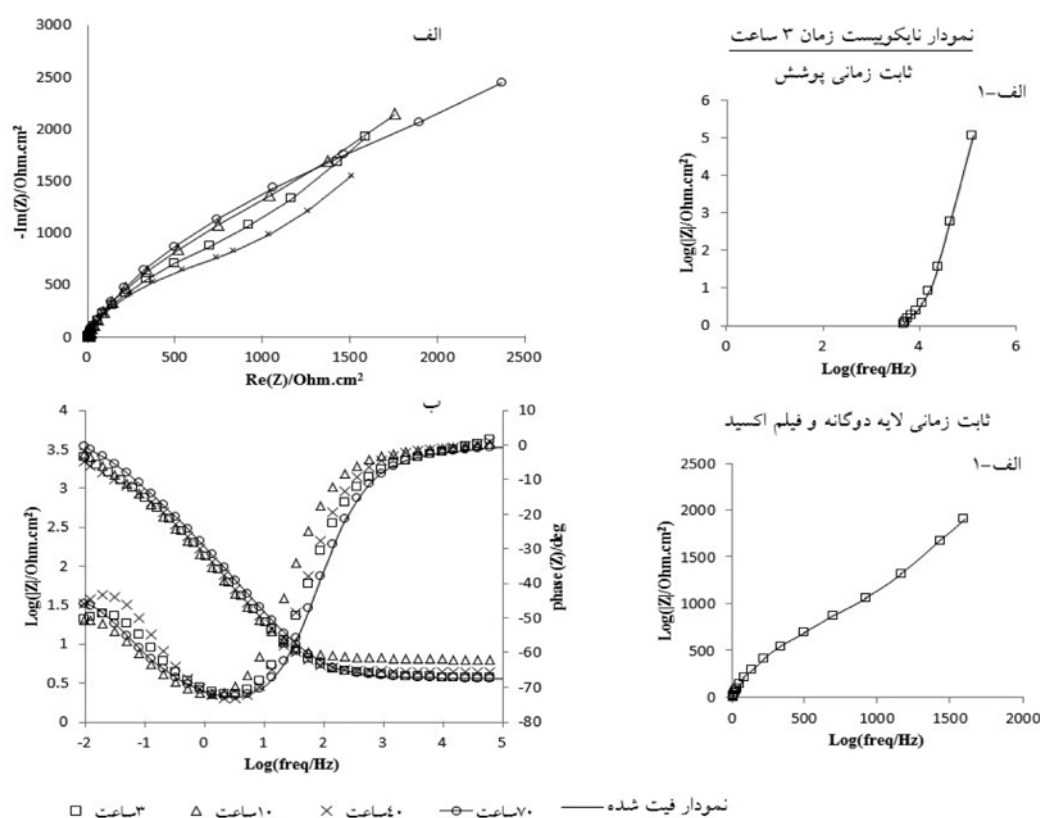 الف
3000
2500
2000
1500
1000
500
0
-Im(Z)/Ohm.cm²
0 500 1000 1500 2000 2500
Re(Z)/Ohm.cm²
نمودار نایکوییست زمان ۳ ساعت
ثابت زمانی پوشش
الف-۱
6
5
4
3
2
1
0
Log(|Z|/Ohm.cm²)
0 2 4 6
Log(freq/Hz)
ب
4
3.5
3
2.5
2
1.5
1
0.5
0
Log(|Z|/Ohm.cm²)
10
0
-10
-20
-30
-40
-50
-60
-70
-80
phase(Z)/deg
-2 -1 0 1 2 3 4 5
Log(freq/Hz)
ثابت زمانی لایه دوگانه و فیلم اکسید
الف-۱
2500
2000
1500
1000
500
0
Log(|Z|/Ohm.cm²)
0 500 1000 1500 2000
Log(freq/Hz)
۳ساعت ۱۰ساعت ۴۰ساعت ۷۰ساعت نمودار فیت شده